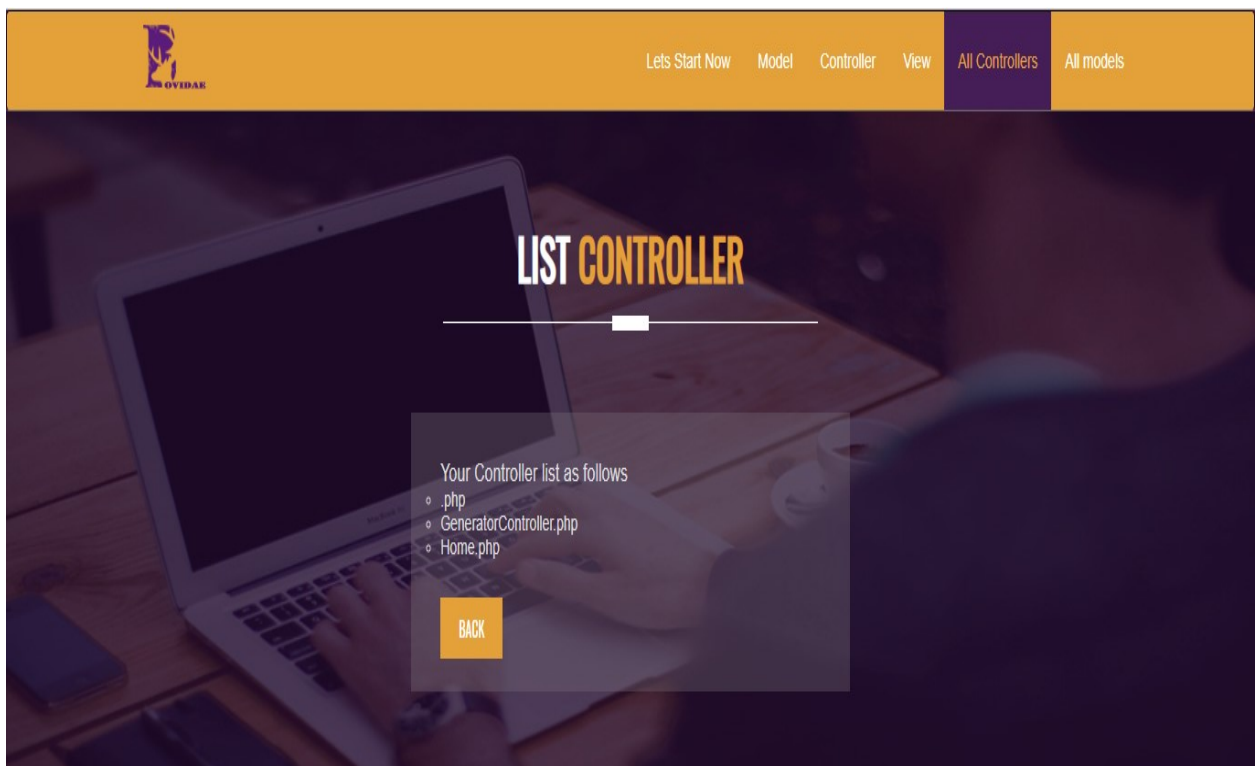 BOVIDAE
Lets Start Now Model Controller View All Controllers All models
LIST CONTROLLER
Your Controller list as follows
.php
GeneratorController.php
Home.php
BACK